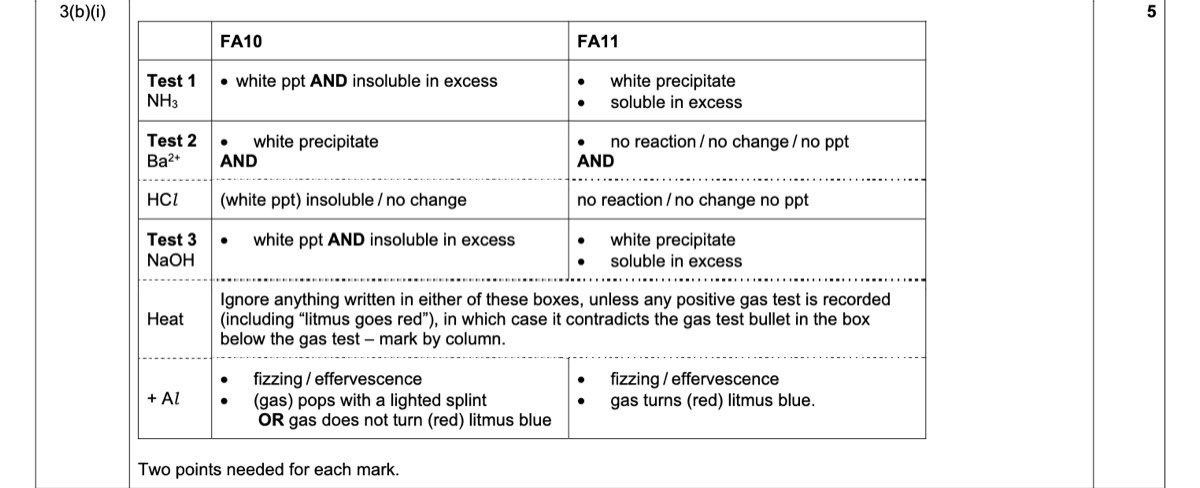 3(b)(i)
5
FA10
FA11
Test 1
NH₃
• white ppt AND insoluble in excess
• white precipitate
• soluble in excess
Test 2
Ba²⁺
• white precipitate
AND
• no reaction / no change / no ppt
AND
HCl
(white ppt) insoluble / no change
no reaction / no change no ppt
Test 3
NaOH
• white ppt AND insoluble in excess
• white precipitate
• soluble in excess
Heat
Ignore anything written in either of these boxes, unless any positive gas test is recorded
(including “litmus goes red”), in which case it contradicts the gas test bullet in the box
below the gas test – mark by column.
+ Al
• fizzing / effervescence
• (gas) pops with a lighted splint
OR gas does not turn (red) litmus blue
• fizzing / effervescence
• gas turns (red) litmus blue.
Two points needed for each mark.